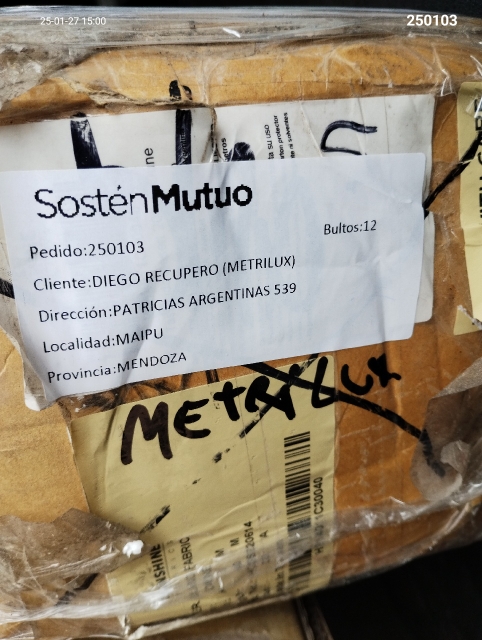 25-01-27 15:00
250103
SosténMutuo
Bultos:12
Pedido:250103
Cliente:DIEGO RECUPERO (METRILUX)
Dirección:PATRICIAS ARGENTINAS 539
Localidad:MAIPU
Provincia:MENDOZA
METRILUX